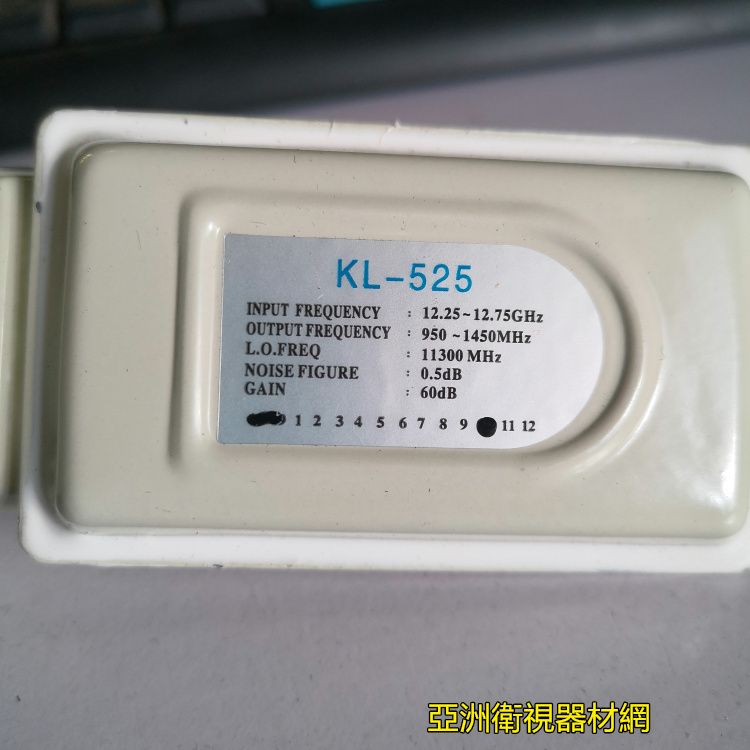 KL-525
INPUT FREQUENCY : 12.25~12.75GHz
OUTPUT FREQUENCY : 950 ~1450MHz
L.O.FREQ : 11300 MHz
NOISE FIGURE : 0.5dB
GAIN : 60dB
1 2 3 4 5 6 7 8 9 11 12
亞洲衛視器材網